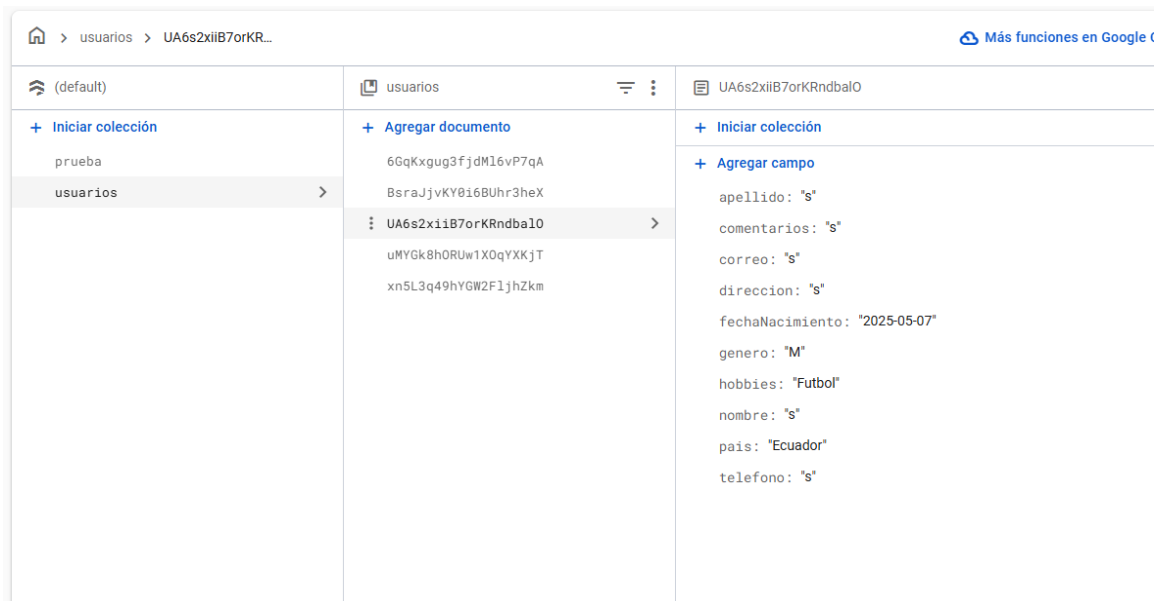 usuarios > UA6s2xiiB7orKR...
Más funciones en Google
(default)
usuarios
UA6s2xiiB7orKRndbalO
+ Iniciar colección
+ Agregar documento
+ Iniciar colección
prueba
usuarios
6GqKxgug3fjdMl6vP7qA
BsraJjvKY0i6BUhr3heX
UA6s2xiiB7orKRndbalO
uMYGk8hORUw1XOqYXKjT
xn5L3q49hYGW2FljhZkm
+ Agregar campo
apellido: "s"
comentarios: "s"
correo: "s"
direccion: "s"
fechaNacimiento: "2025-05-07"
genero: "M"
hobbies: "Futbol"
nombre: "s"
pais: "Ecuador"
telefono: "s"